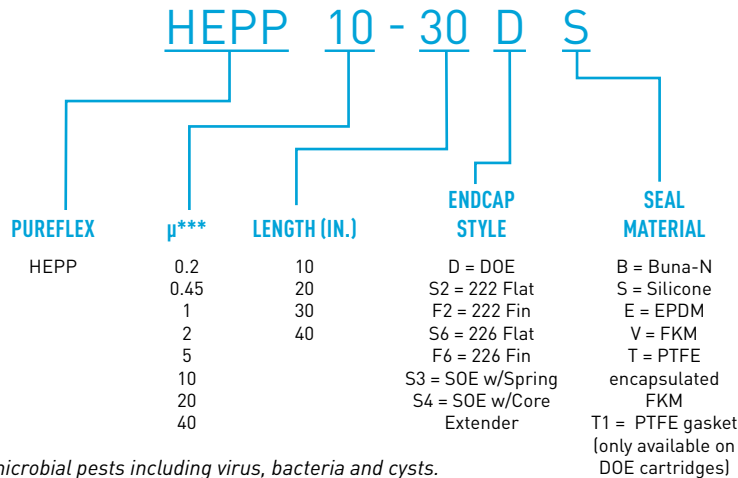 HEPP 10 - 30 D S
PUREFLEX
HEPP
µ***
0.2
0.45
1
2
5
10
20
40
LENGTH (IN.)
10
20
30
40
ENDCAP
STYLE
D = DOE
S2 = 222 Flat
F2 = 222 Fin
S6 = 226 Flat
F6 = 226 Fin
S3 = SOE w/Spring
S4 = SOE w/Core
Extender
SEAL
MATERIAL
B = Buna-N
S = Silicone
E = EPDM
V = FKM
T = PTFE
encapsulated
FKM
T1 = PTFE gasket
(only available on
DOE cartridges)
microbial pests including virus, bacteria and cysts.